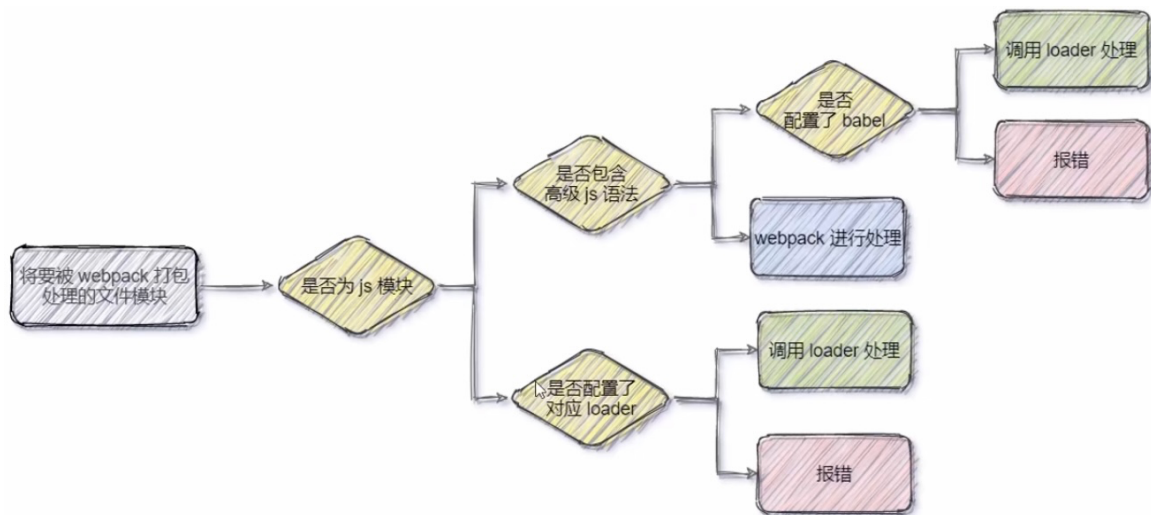 将要被 webpack 打包
处理的文件模块
是否为 js 模块
是否包含
高级 js 语法
是否
配置了 babel
调用 loader 处理
报错
webpack 进行处理
是否配置了
对应 loader
调用 loader 处理
报错